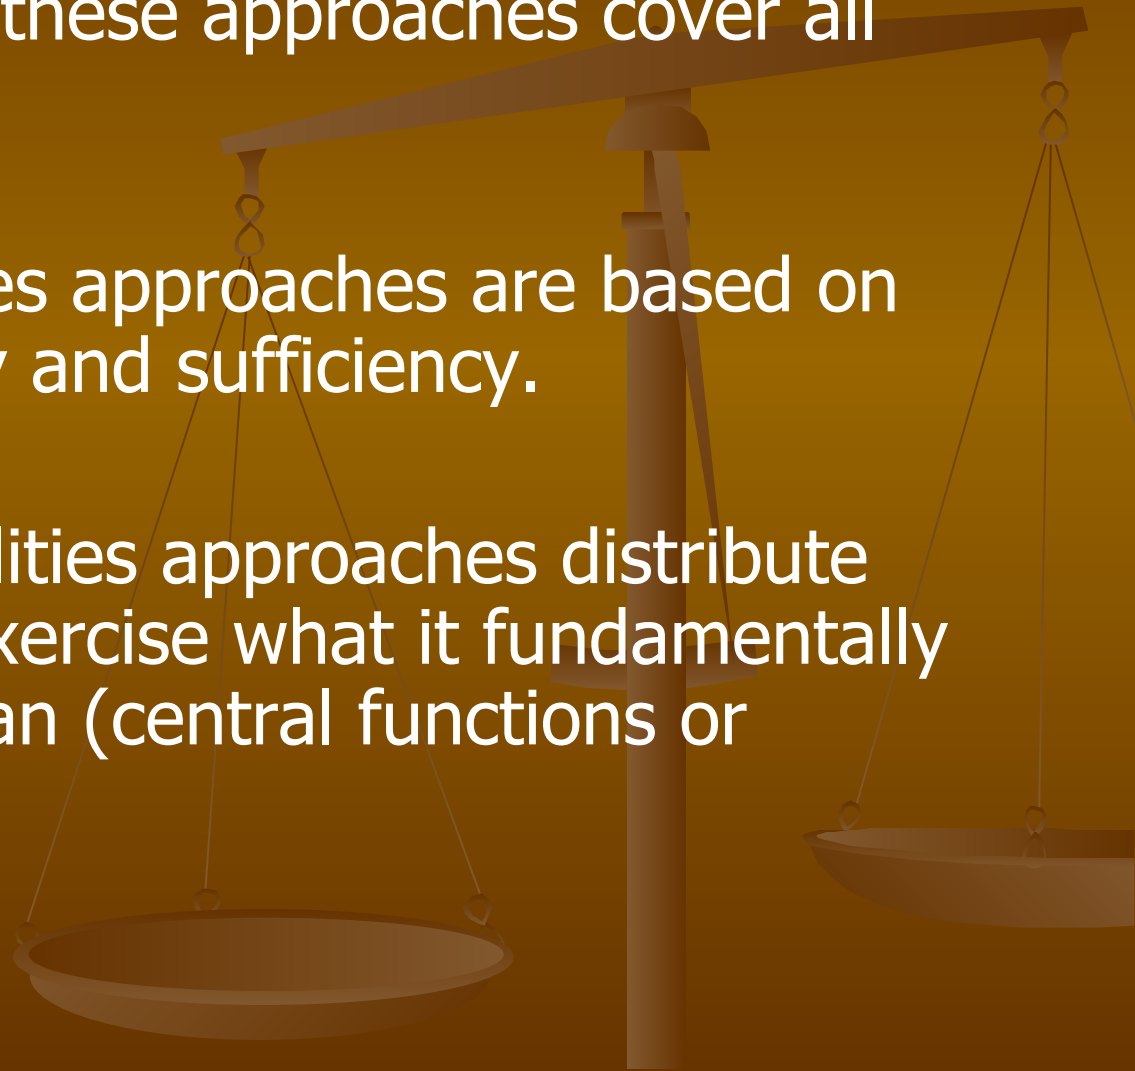 these approaches cover all
es approaches are based on
y and sufficiency.
lities approaches distribute
xercise what it fundamentally
an (central functions or